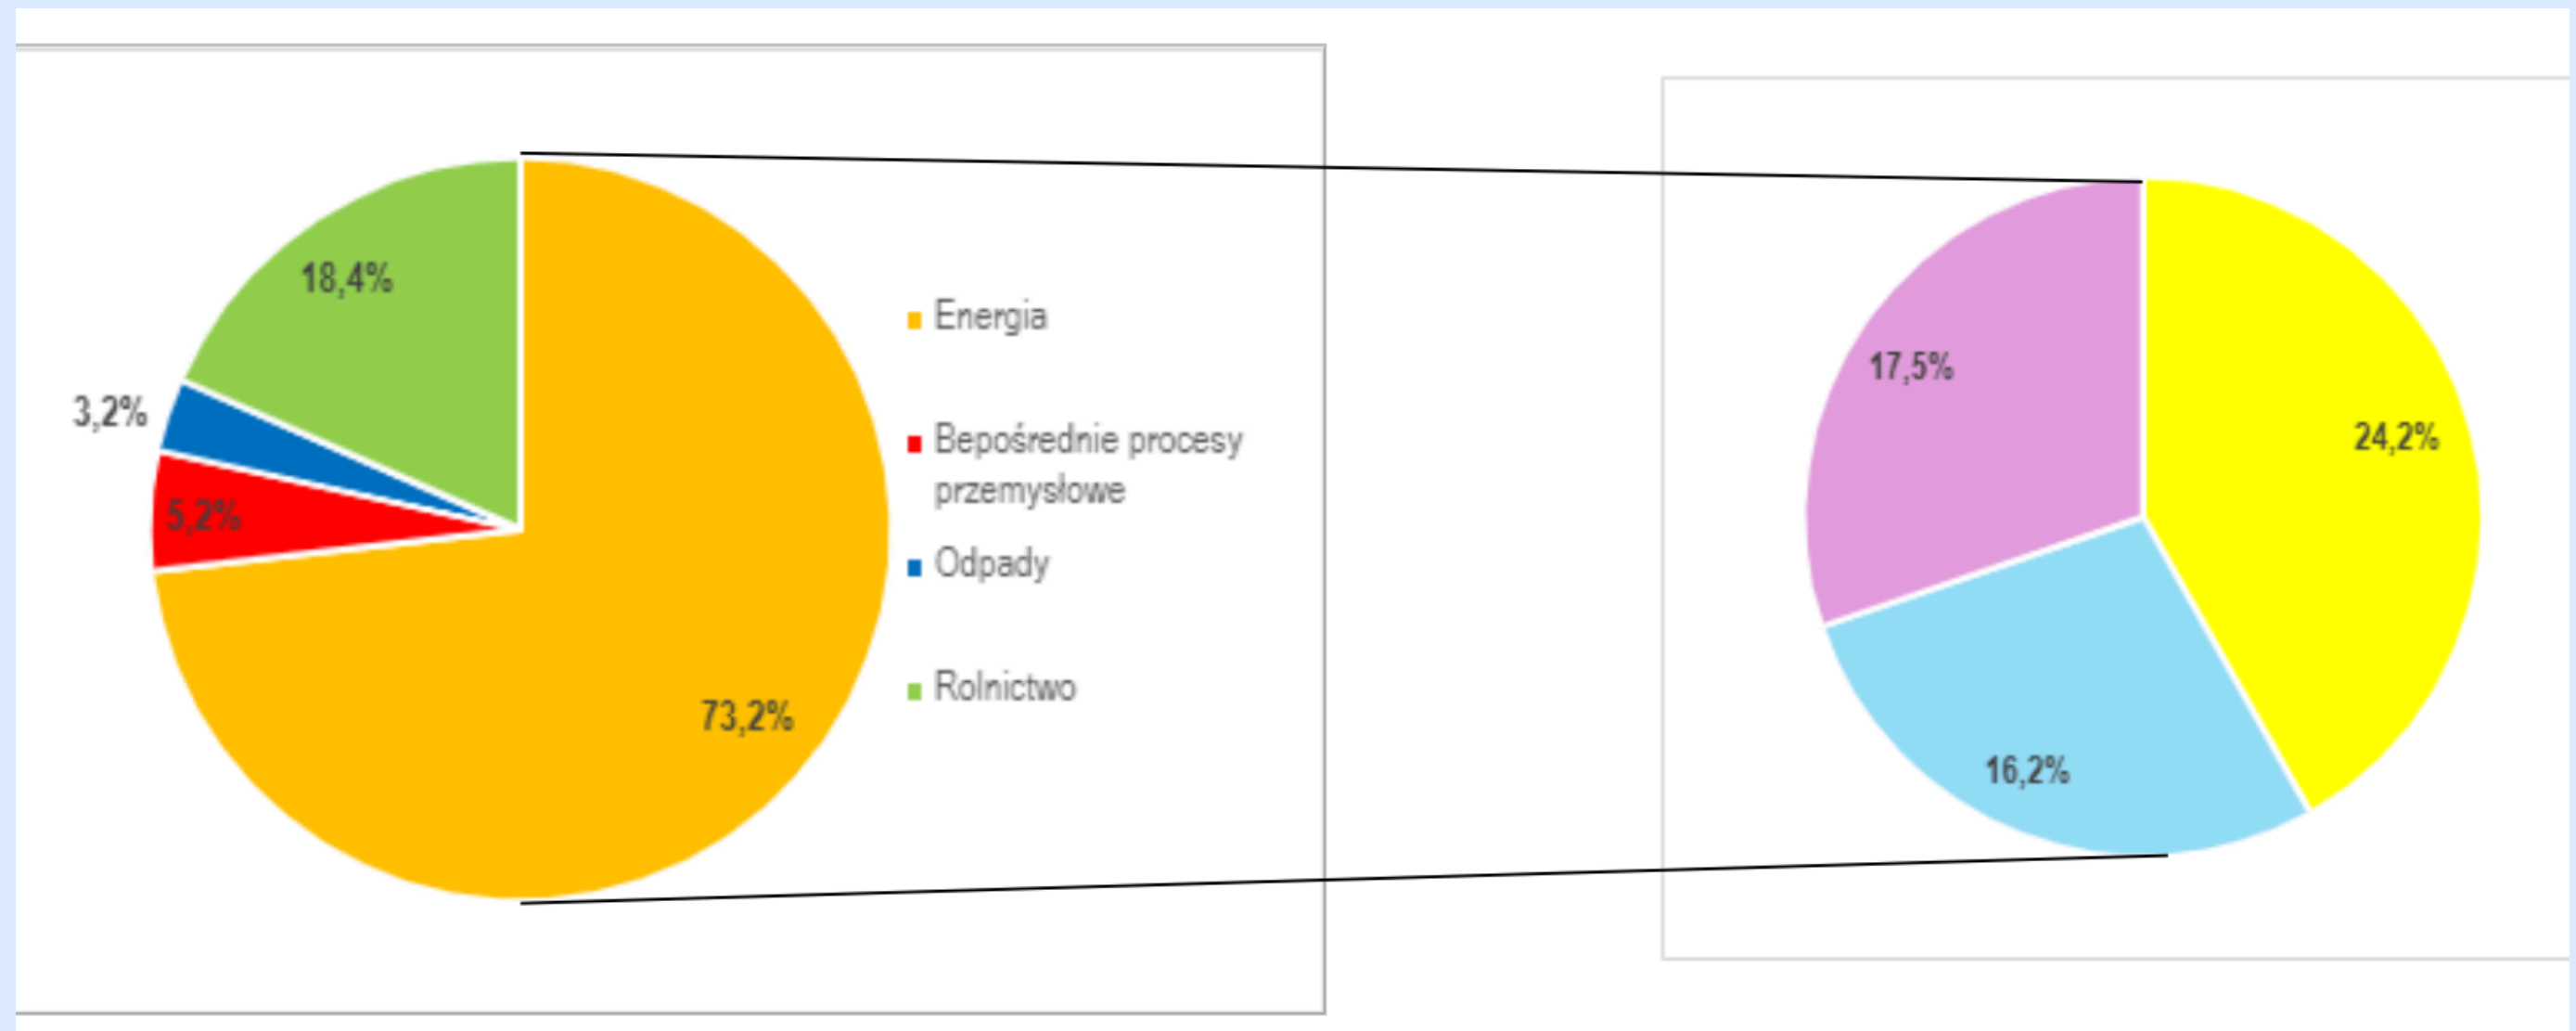 18,4%
3,2%
5,2%
73,2%
Energia
Bepośrednie procesy
przemysłowe
Odpady
Rolnictwo
17,5%
24,2%
16,2%